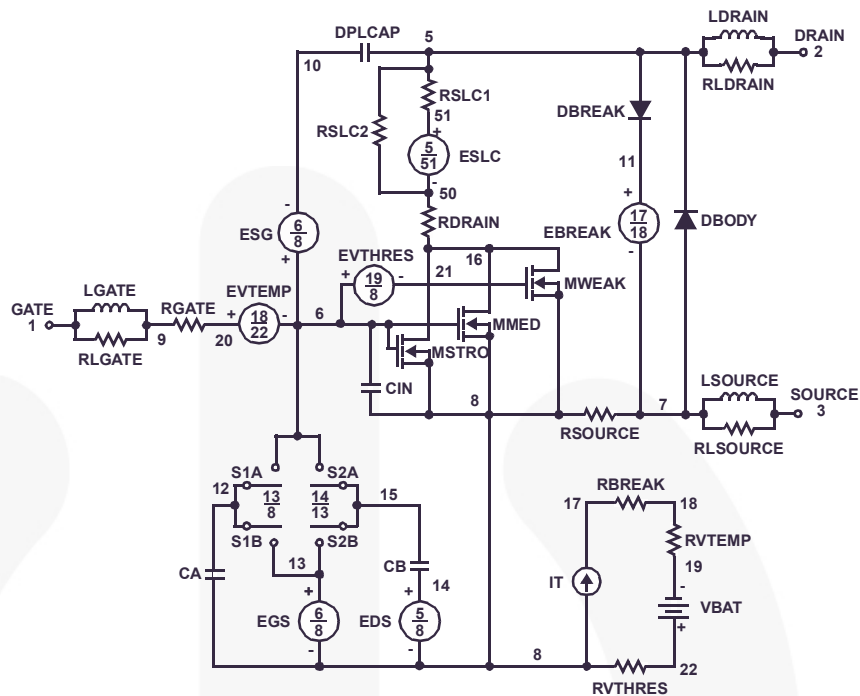 LDRAIN
DPLCAP 5 DRAIN
10 2
RLDRAIN
RSLC1
51
DBREAK
RSLC2
+
5
51
ESLC
-
11
50
- +
ESG 6
8
RDRAIN
EBREAK 17
18
DBODY
+ EVTHRES 16 -
+ 19
8 - 21
MWEAK
LGATE EVTEMP
GATE RGATE + 18
22 - 6
1 MMED
9 20
RLGATE MSTRO
LSOURCE
CIN 8 7 SOURCE
3
RSOURCE
RLSOURCE
S1A S2A
12 13
8 14
13 15
RBREAK
17 18
S1B S2B
13 RVTEMP
CA CB 19
14 IT -
+ + VBAT
EGS 6
8 EDS 5
8 +
- - 8 22
RVTHRES